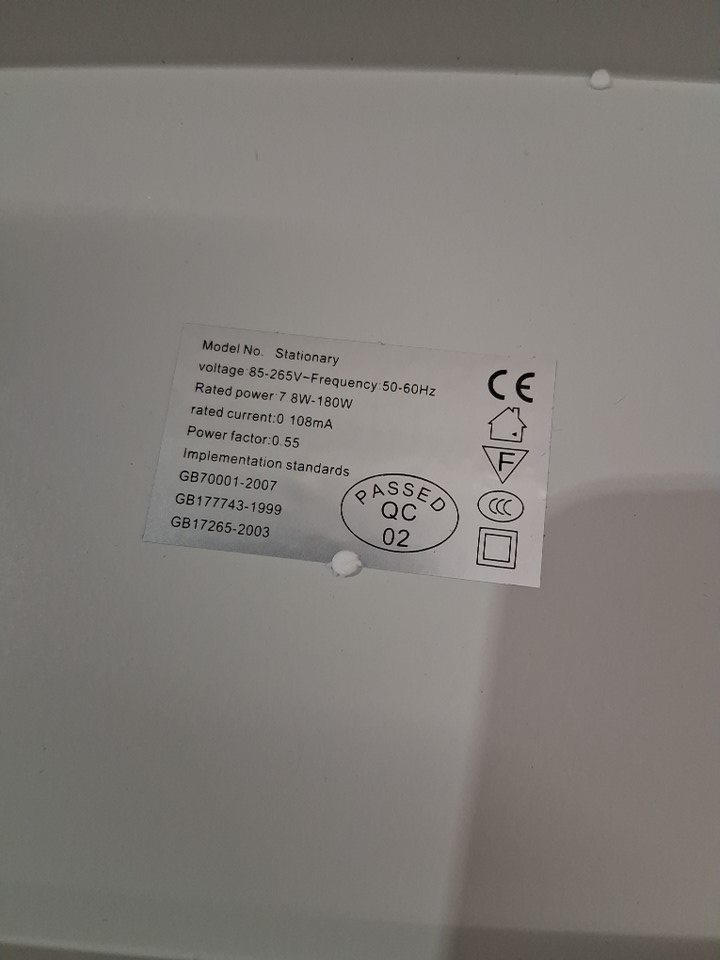 Model No. Stationary
voltage:85-265V~Frequency:50-60Hz
Rated power:7.8W-180W
rated current:0 108mA
Power factor:0.55
Implementation standards
GB70001-2007
GB177743-1999
GB17265-2003
PASSED
QC
02
CE
F
CCC